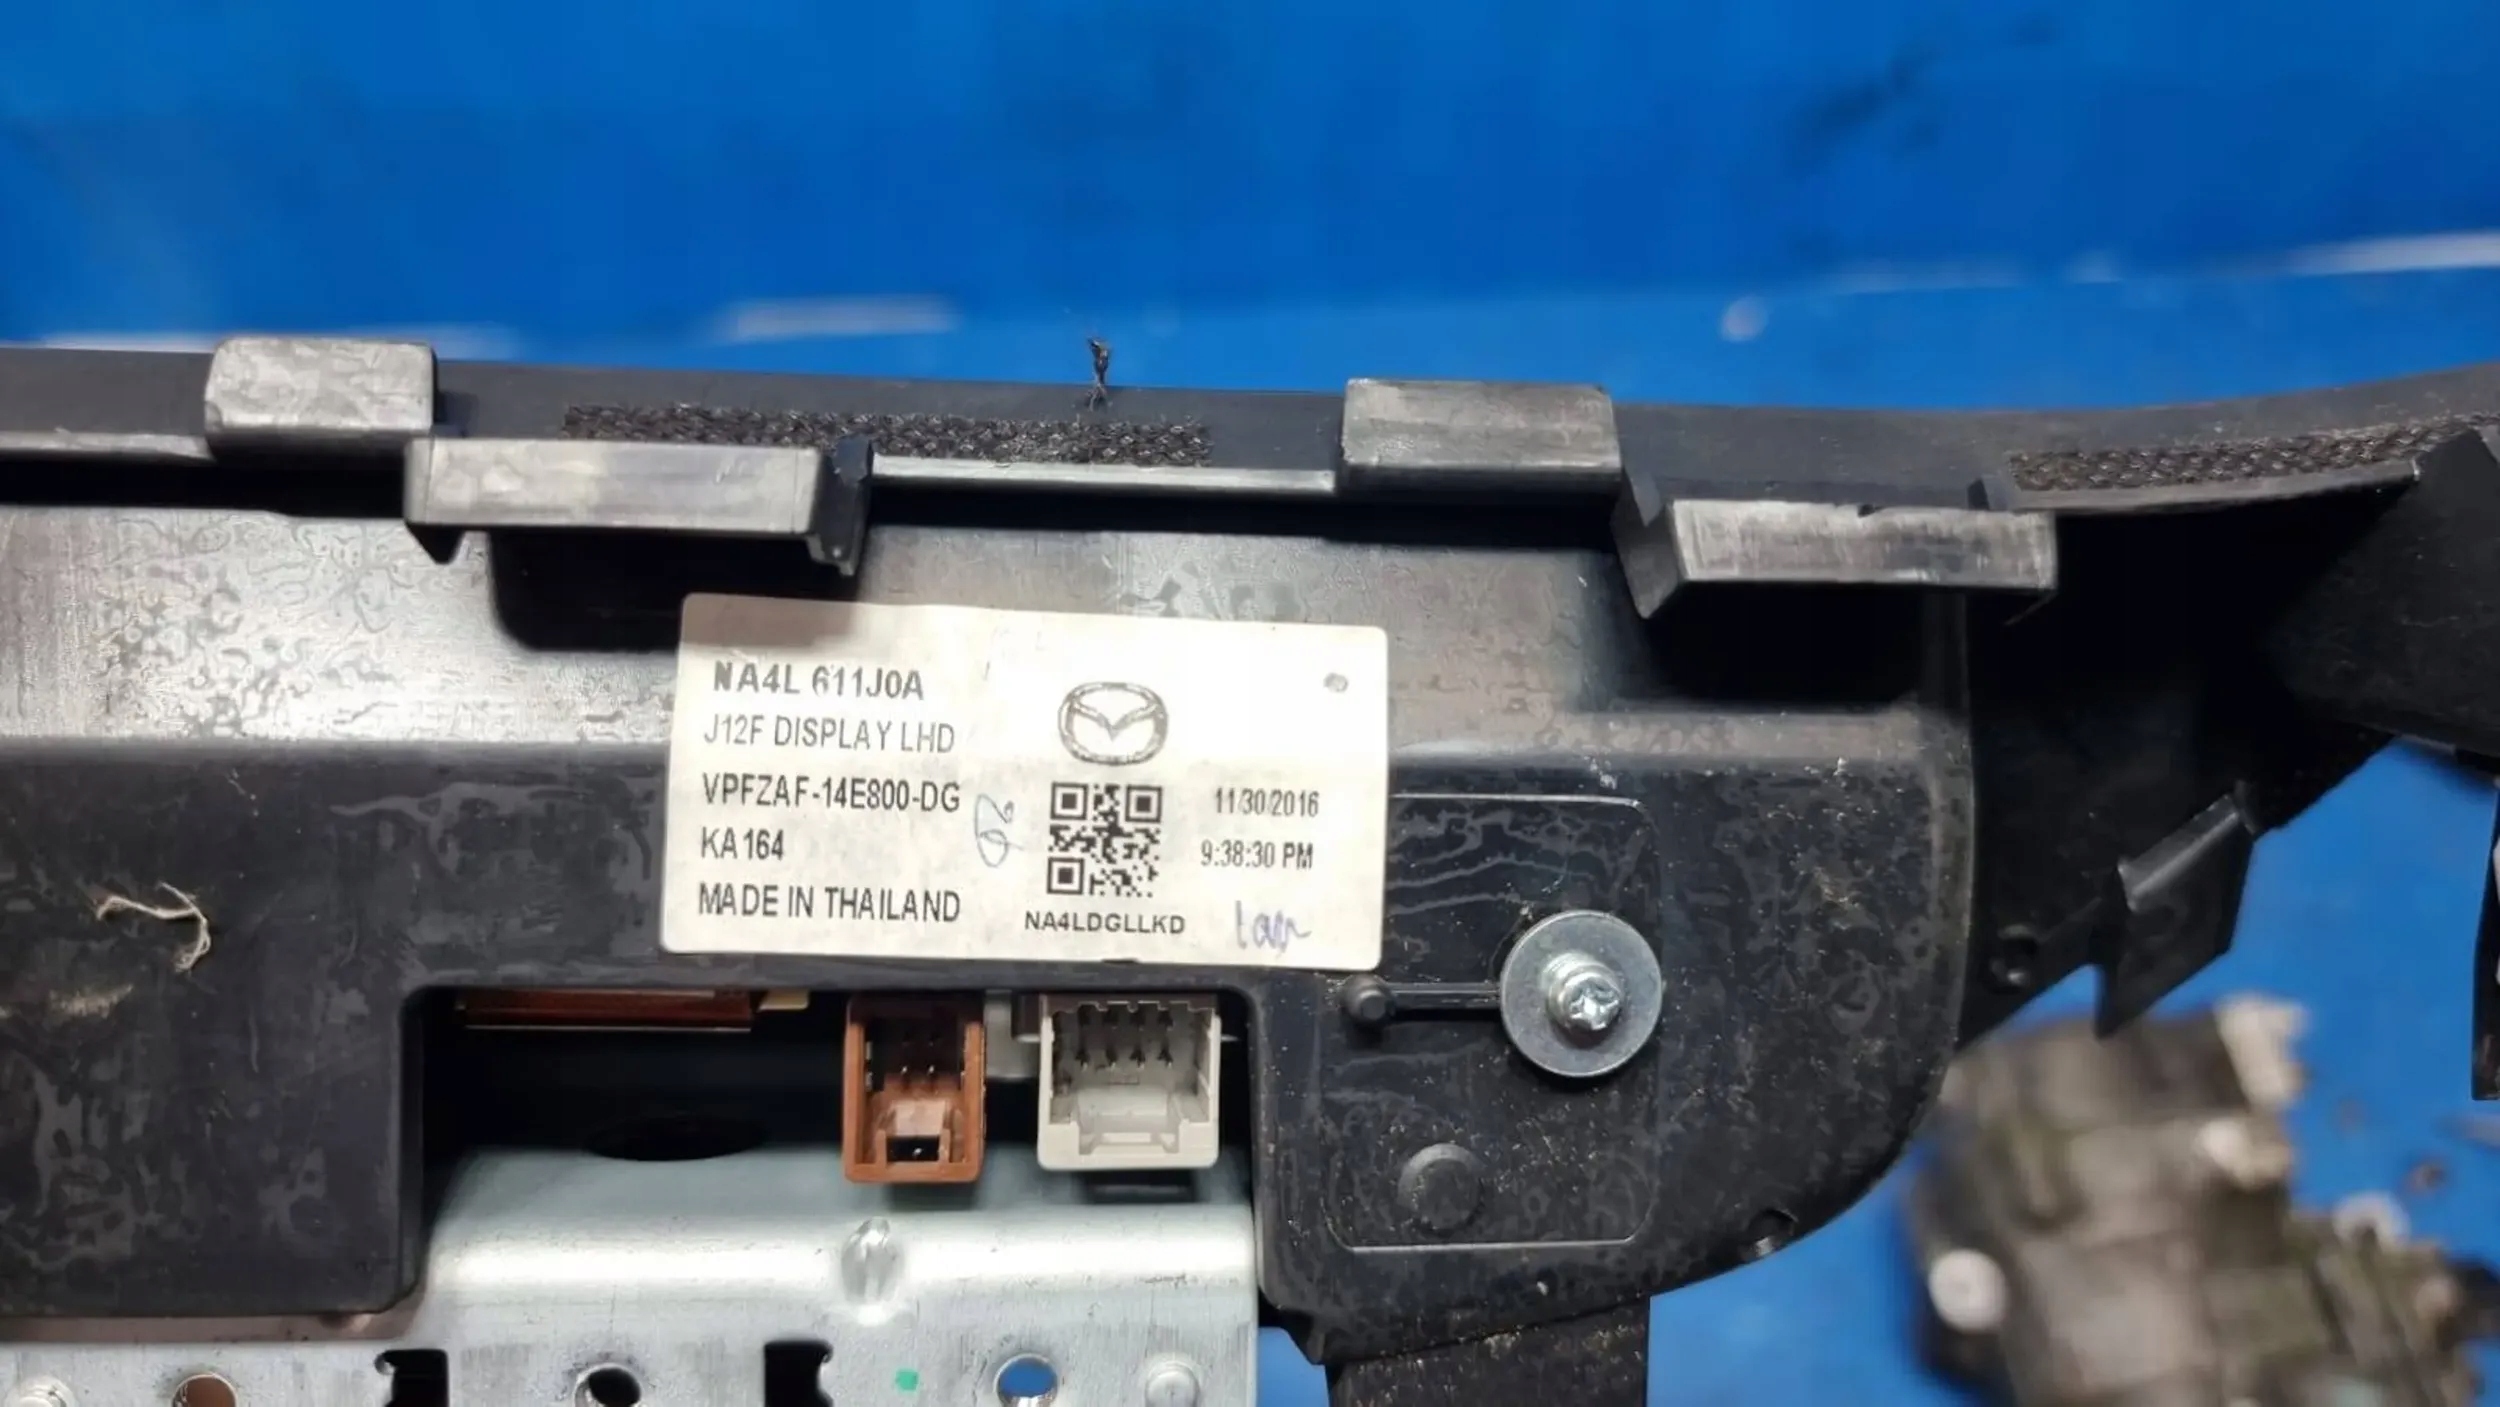 NA4L 611J0A
J12F DISPLAY LHD
VPFZAF-14E800-DG
KA164
MADE IN THAILAND
11/30/2016
9:38:30 PM
NA4LDGLLKD